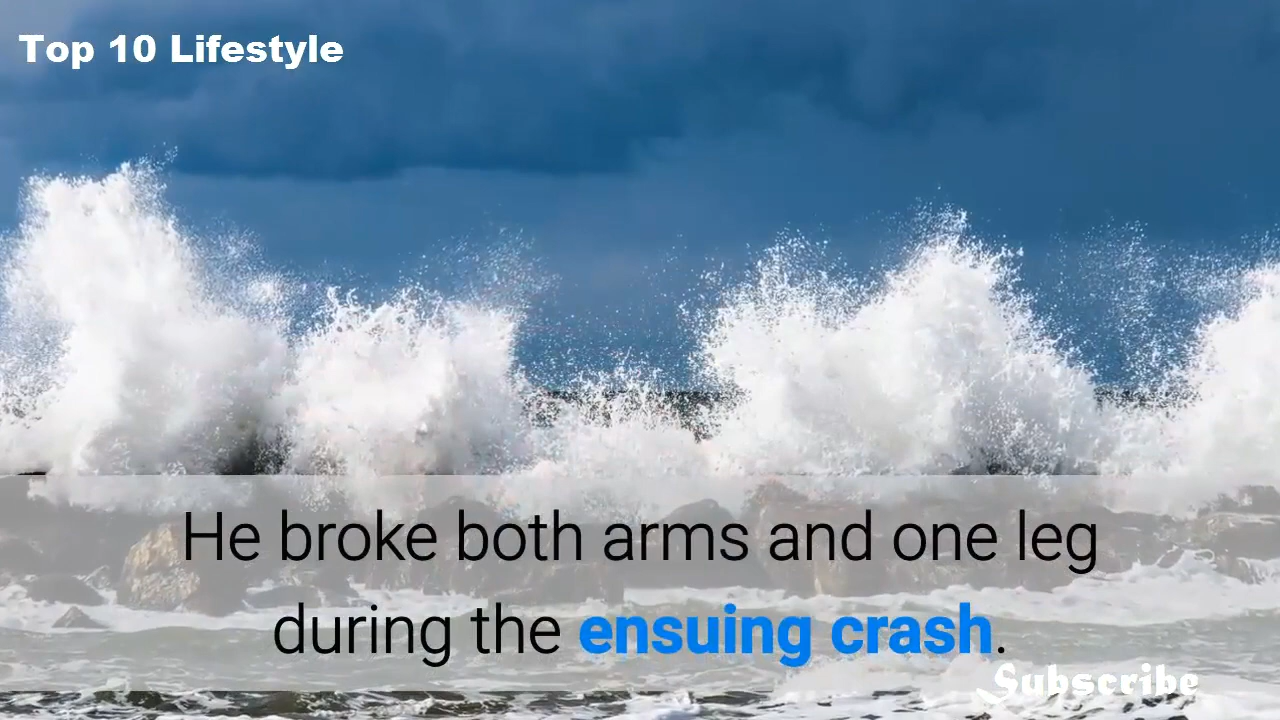 Top 10 Lifestyle
He broke both arms and one leg
during the ensuing crash.
Subscribe